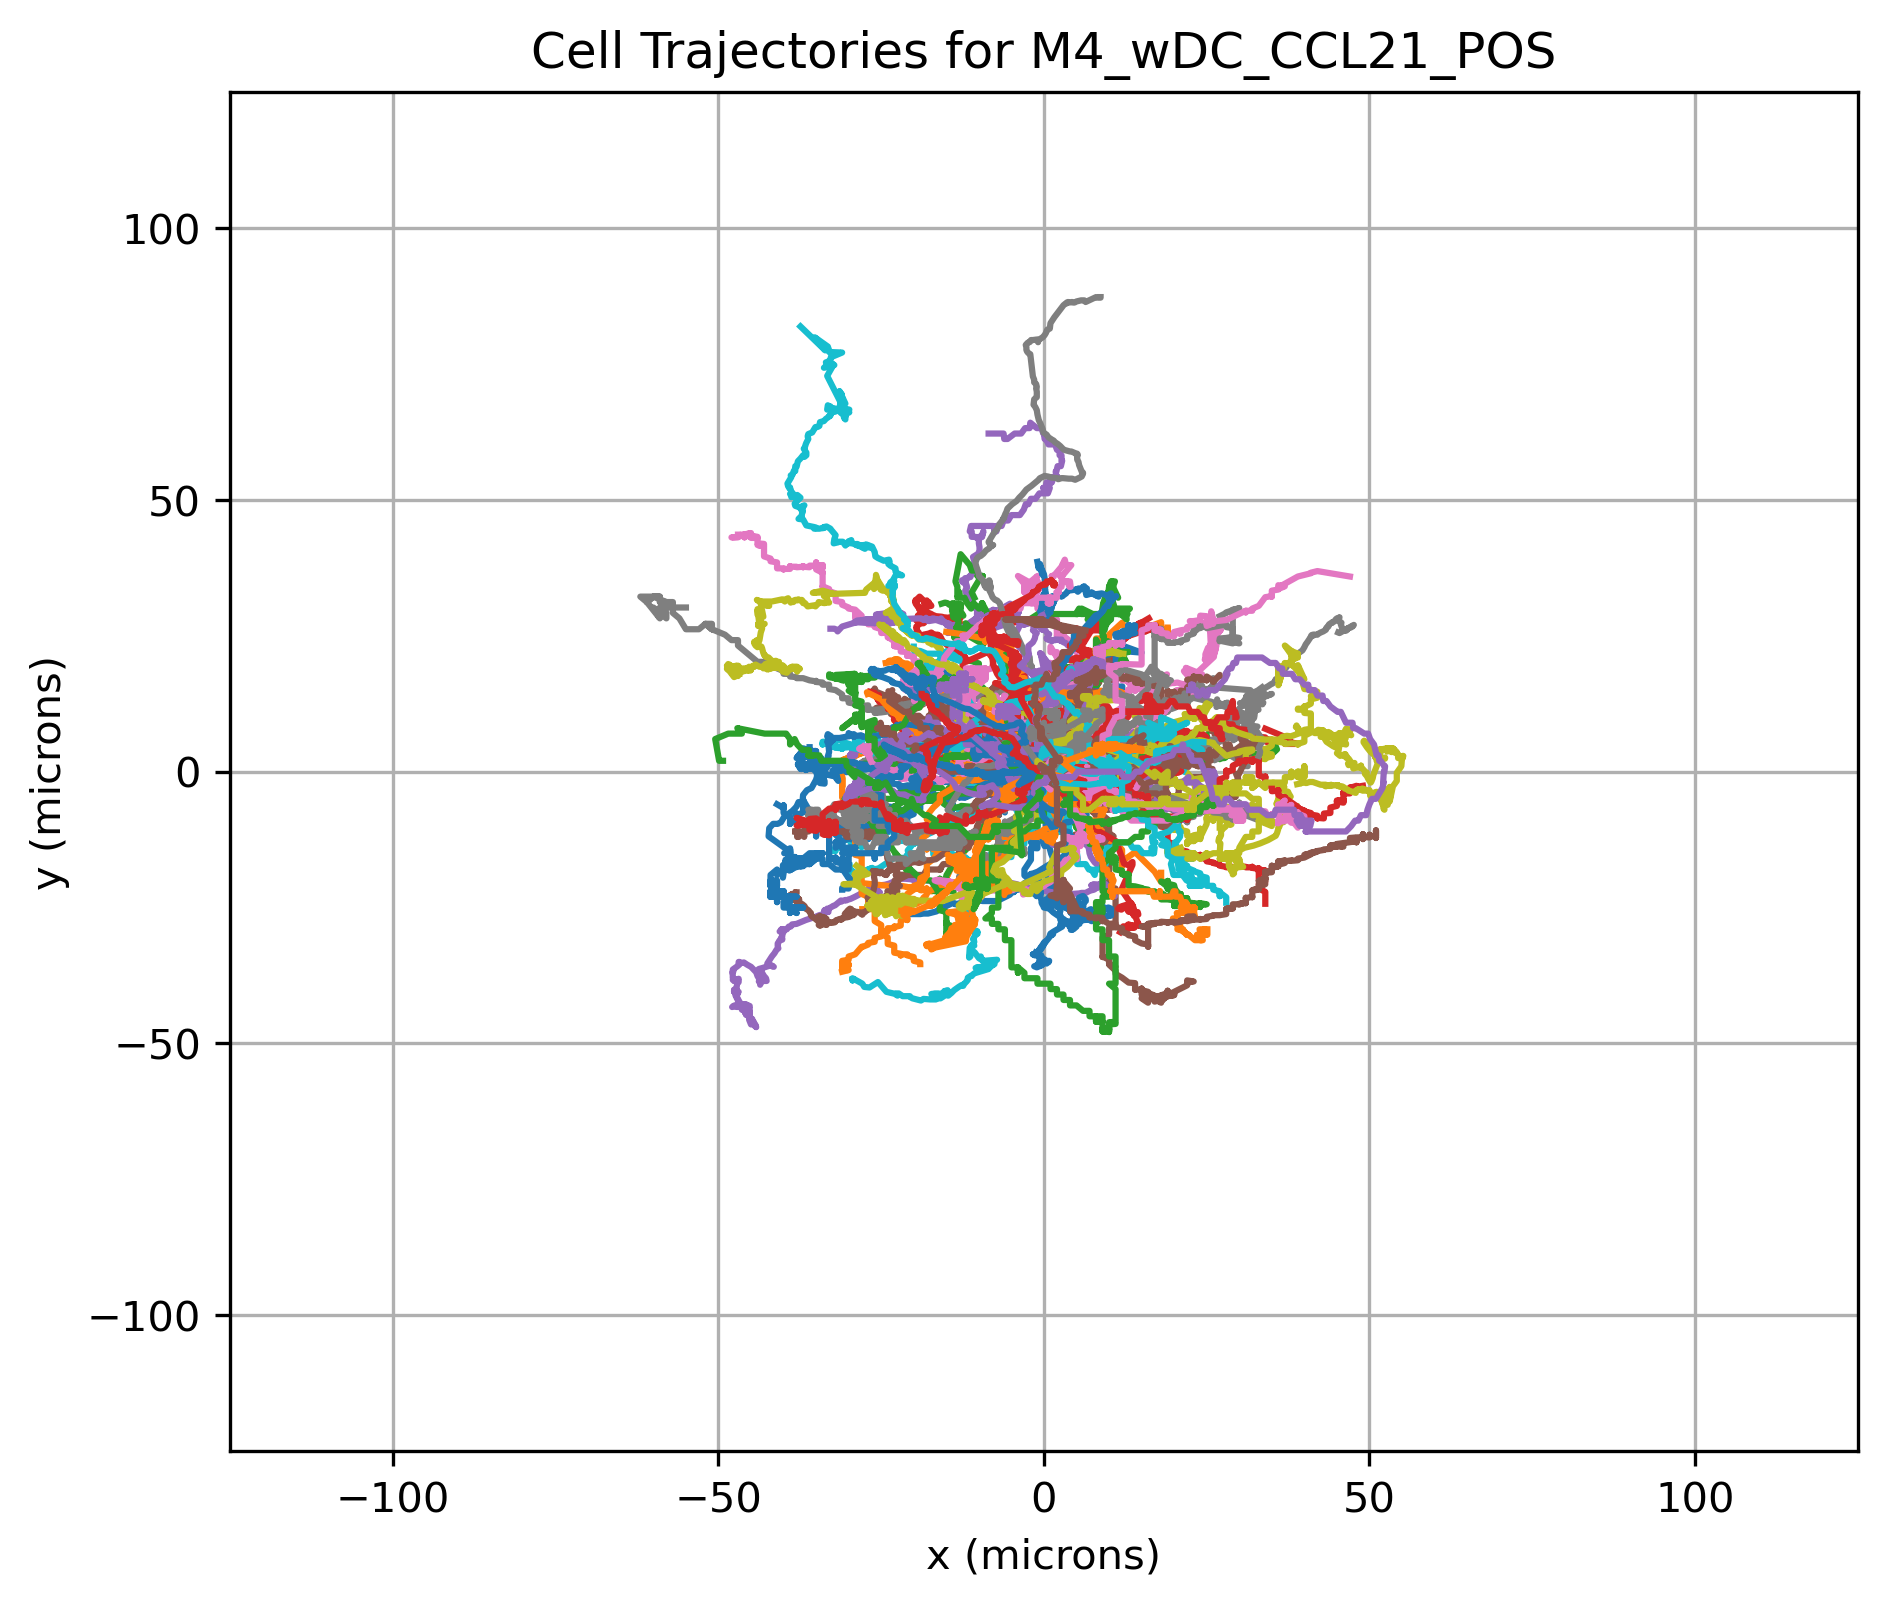 Cell Trajectories for M4_wDC_CCL21_POS
100
50
0
−50
−100
y (microns)
−100 −50 0 50 100
x (microns)